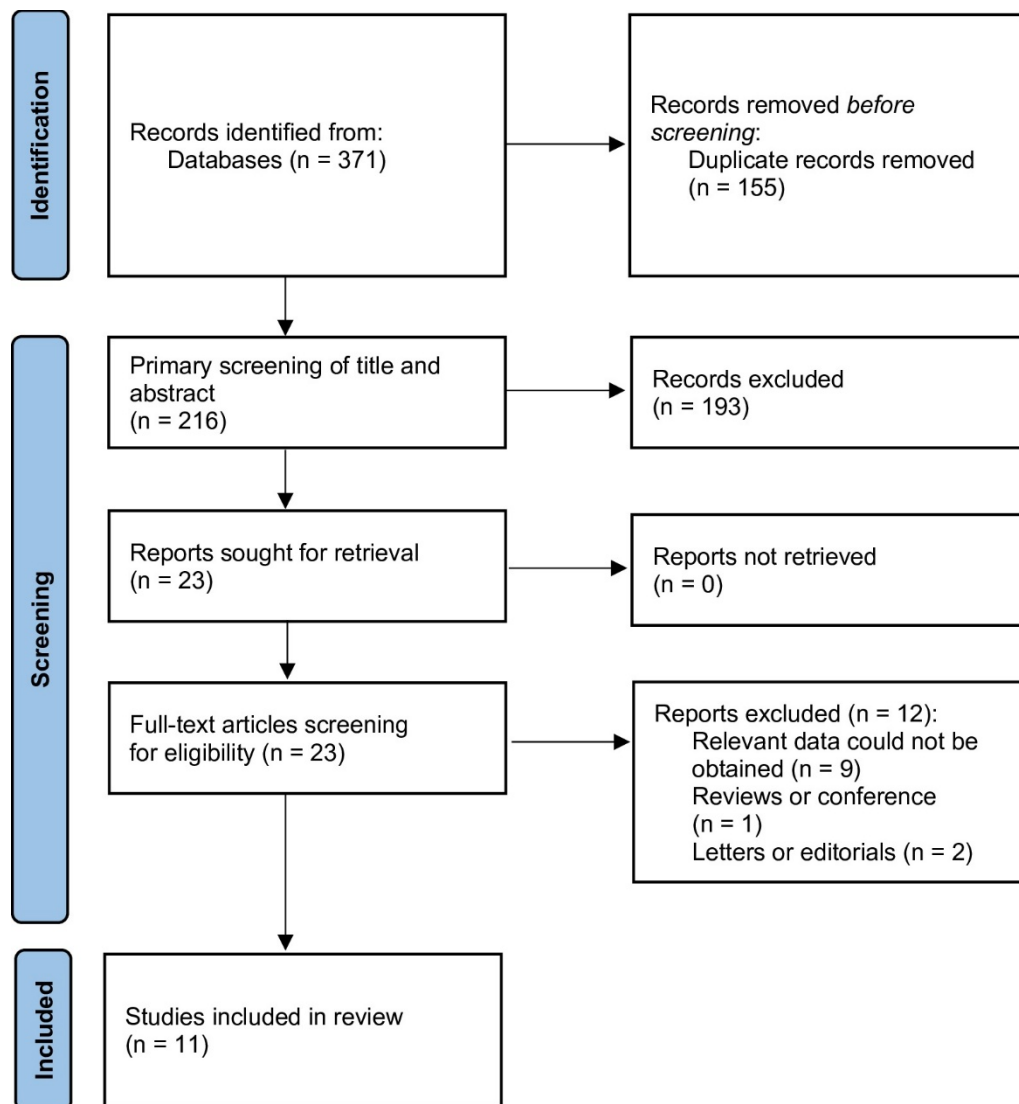 Identification
Records identified from:
Databases (n = 371)
Records removed before
screening:
Duplicate records removed
(n = 155)
Screening
Primary screening of title and
abstract
(n = 216)
Records excluded
(n = 193)
Reports sought for retrieval
(n = 23)
Reports not retrieved
(n = 0)
Full-text articles screening
for eligibility (n = 23)
Reports excluded (n = 12):
Relevant data could not be
obtained (n = 9)
Reviews or conference
(n = 1)
Letters or editorials (n = 2)
Included
Studies included in review
(n = 11)